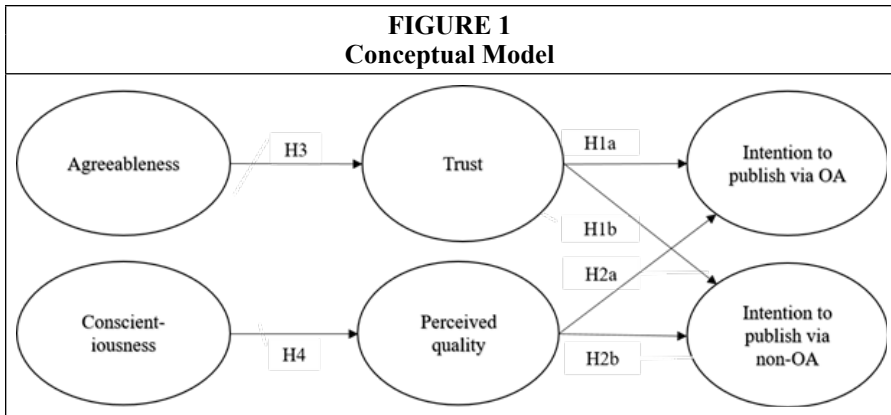 FIGURE 1
Conceptual Model
Agreeableness
H3
Trust
H1a
Intention to
publish via OA
H1b
H2a
Conscient-
iousness
H4
Perceived
quality
H2b
Intention to
publish via
non-OA